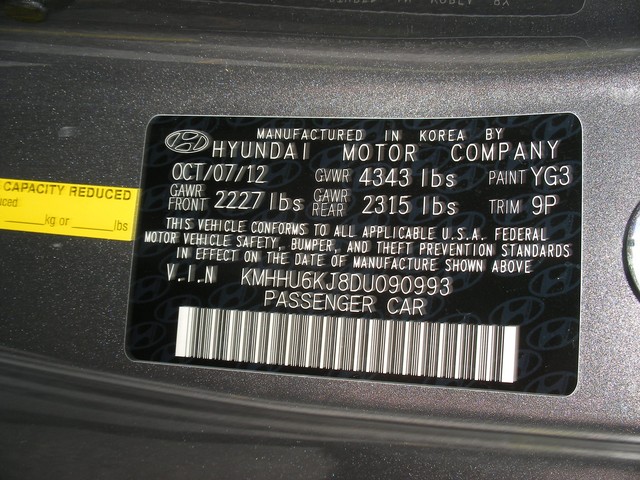 CAPACITY REDUCED
kg or lbs
MANUFACTURED IN KOREA BY
HYUNDAI MOTOR COMPANY
OCT/07/12 GVWR 4343 lbs PAINT YG3
GAWR FRONT 2227 lbs GAWR REAR 2315 lbs TRIM 9P
THIS VEHICLE CONFORMS TO ALL APPLICABLE U.S.A. FEDERAL
MOTOR VEHICLE SAFETY, BUMPER, AND THEFT PREVENTION STANDARDS
IN EFFECT ON THE DATE OF MANUFACTURE SHOWN ABOVE
V.I.N KMHHU6KJ8DU090993
PASSENGER CAR